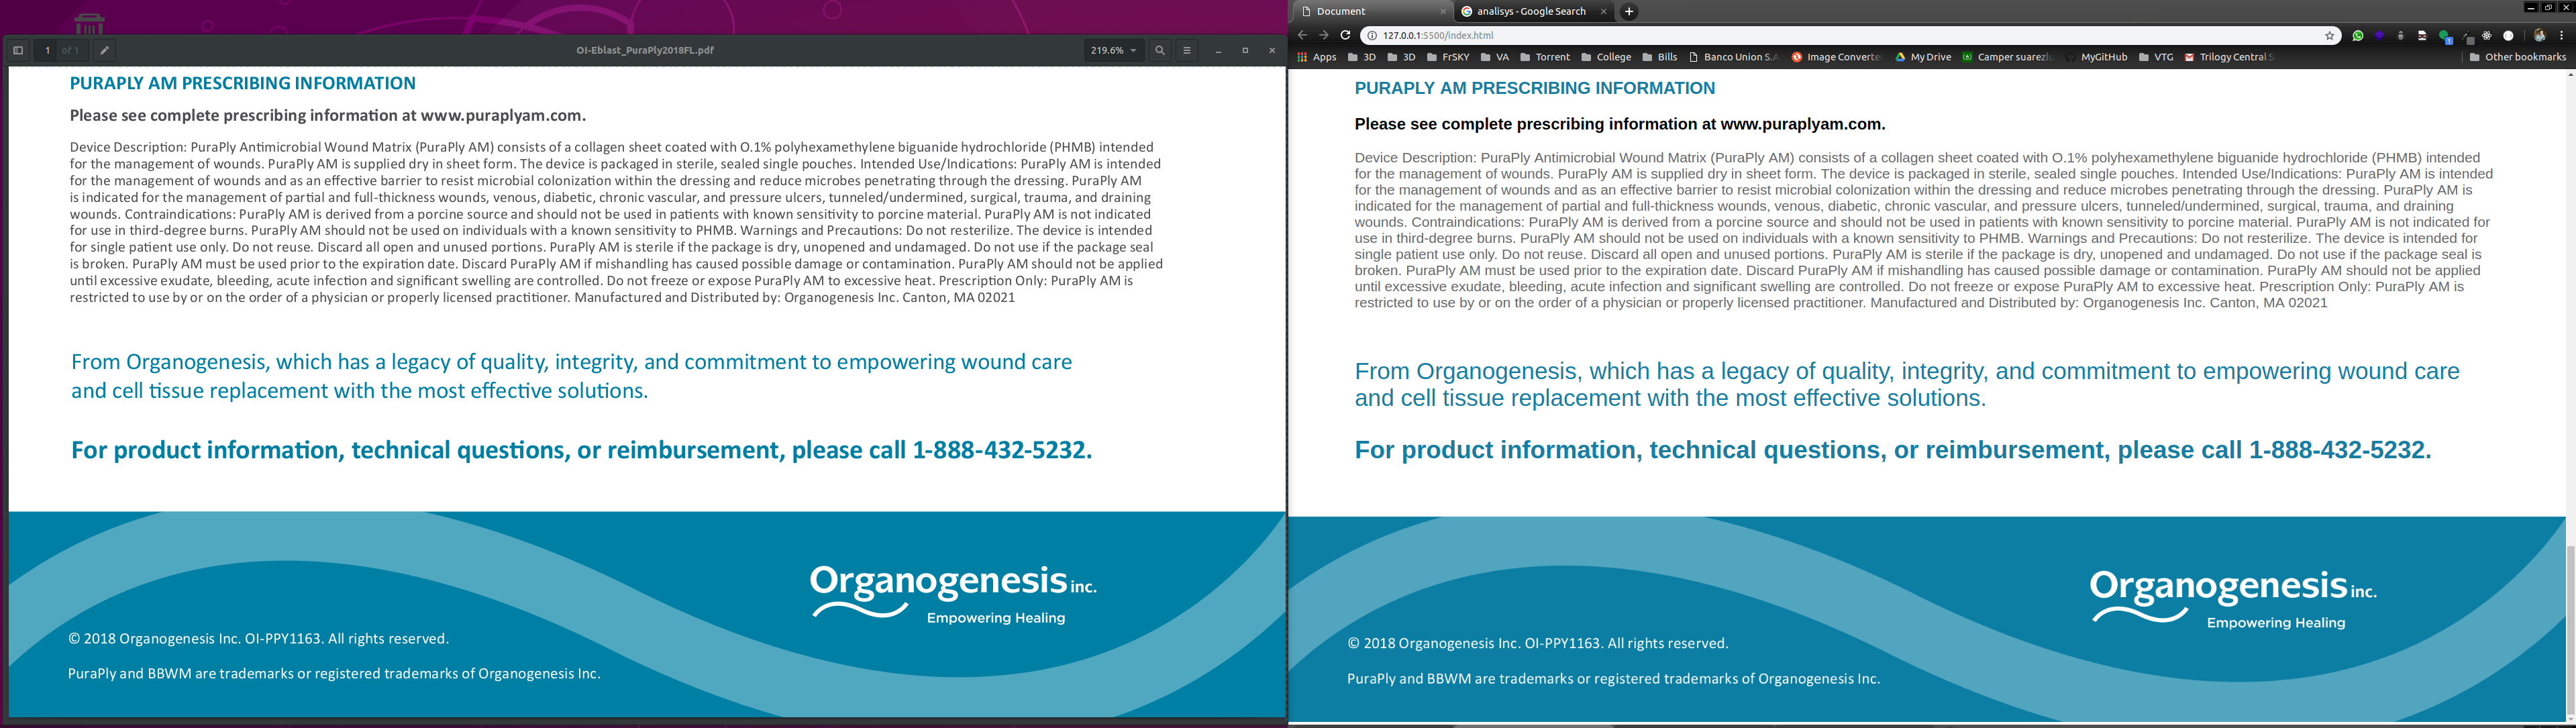 1 of 1
OI-Eblast_PuraPly2018FL.pdf
219.6%
PURAPLY AM PRESCRIBING INFORMATION
Please see complete prescribing information at www.puraplyam.com.
Device Description: PuraPly Antimicrobial Wound Matrix (PuraPly AM) consists of a collagen sheet coated with O.1% polyhexamethylene biguanide hydrochloride (PHMB) intended
for the management of wounds. PuraPly AM is supplied dry in sheet form. The device is packaged in sterile, sealed single pouches. Intended Use/Indications: PuraPly AM is intended
for the management of wounds and as an effective barrier to resist microbial colonization within the dressing and reduce microbes penetrating through the dressing. PuraPly AM
is indicated for the management of partial and full-thickness wounds, venous, diabetic, chronic vascular, and pressure ulcers, tunneled/undermined, surgical, trauma, and draining
wounds. Contraindications: PuraPly AM is derived from a porcine source and should not be used in patients with known sensitivity to porcine material. PuraPly AM is not indicated
for use in third-degree burns. PuraPly AM should not be used on individuals with a known sensitivity to PHMB. Warnings and Precautions: Do not resterilize. The device is intended
for single patient use only. Do not reuse. Discard all open and unused portions. PuraPly AM is sterile if the package is dry, unopened and undamaged. Do not use if the package seal
is broken. PuraPly AM must be used prior to the expiration date. Discard PuraPly AM if mishandling has caused possible damage or contamination. PuraPly AM should not be applied
until excessive exudate, bleeding, acute infection and significant swelling are controlled. Do not freeze or expose PuraPly AM to excessive heat. Prescription Only: PuraPly AM is
restricted to use by or on the order of a physician or properly licensed practitioner. Manufactured and Distributed by: Organogenesis Inc. Canton, MA 02021
From Organogenesis, which has a legacy of quality, integrity, and commitment to empowering wound care
and cell tissue replacement with the most effective solutions.
For product information, technical questions, or reimbursement, please call 1-888-432-5232.
Organogenesis inc.
Empowering Healing
© 2018 Organogenesis Inc. OI-PPY1163. All rights reserved.
PuraPly and BBWM are trademarks or registered trademarks of Organogenesis Inc.
Document
analisys - Google Search
127.0.0.1:5500/index.html
Apps 3D 3D FrSKY VA Torrent College Bills Banco Union S.A Image Converte My Drive Camper suarez MyGitHub VTG Trilogy Central S Other bookmarks
PURAPLY AM PRESCRIBING INFORMATION
Please see complete prescribing information at www.puraplyam.com.
Device Description: PuraPly Antimicrobial Wound Matrix (PuraPly AM) consists of a collagen sheet coated with O.1% polyhexamethylene biguanide hydrochloride (PHMB) intended
for the management of wounds. PuraPly AM is supplied dry in sheet form. The device is packaged in sterile, sealed single pouches. Intended Use/Indications: PuraPly AM is intended
for the management of wounds and as an effective barrier to resist microbial colonization within the dressing and reduce microbes penetrating through the dressing. PuraPly AM is
indicated for the management of partial and full-thickness wounds, venous, diabetic, chronic vascular, and pressure ulcers, tunneled/undermined, surgical, trauma, and draining
wounds. Contraindications: PuraPly AM is derived from a porcine source and should not be used in patients with known sensitivity to porcine material. PuraPly AM is not indicated for
use in third-degree burns. PuraPly AM should not be used on individuals with a known sensitivity to PHMB. Warnings and Precautions: Do not resterilize. The device is intended for
single patient use only. Do not reuse. Discard all open and unused portions. PuraPly AM is sterile if the package is dry, unopened and undamaged. Do not use if the package seal is
broken. PuraPly AM must be used prior to the expiration date. Discard PuraPly AM if mishandling has caused possible damage or contamination. PuraPly AM should not be applied
until excessive exudate, bleeding, acute infection and significant swelling are controlled. Do not freeze or expose PuraPly AM to excessive heat. Prescription Only: PuraPly AM is
restricted to use by or on the order of a physician or properly licensed practitioner. Manufactured and Distributed by: Organogenesis Inc. Canton, MA 02021
From Organogenesis, which has a legacy of quality, integrity, and commitment to empowering wound care
and cell tissue replacement with the most effective solutions.
For product information, technical questions, or reimbursement, please call 1-888-432-5232.
Organogenesis inc.
Empowering Healing
© 2018 Organogenesis Inc. OI-PPY1163. All rights reserved.
PuraPly and BBWM are trademarks or registered trademarks of Organogenesis Inc.